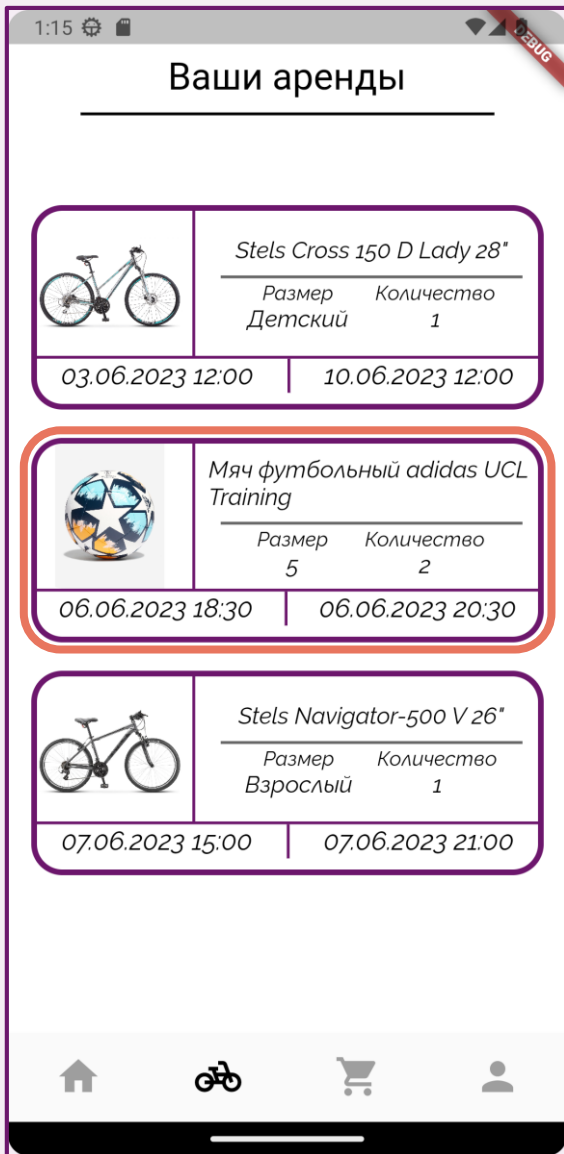 1:15
DEBUG
Ваши аренды
Stels Cross 150 D Lady 28"
Размер Количество
Детский 1
03.06.2023 12:00 10.06.2023 12:00
Мяч футбольный adidas UCL
Training
Размер Количество
5 2
06.06.2023 18:30 06.06.2023 20:30
Stels Navigator-500 V 26"
Размер Количество
Взрослый 1
07.06.2023 15:00 07.06.2023 21:00